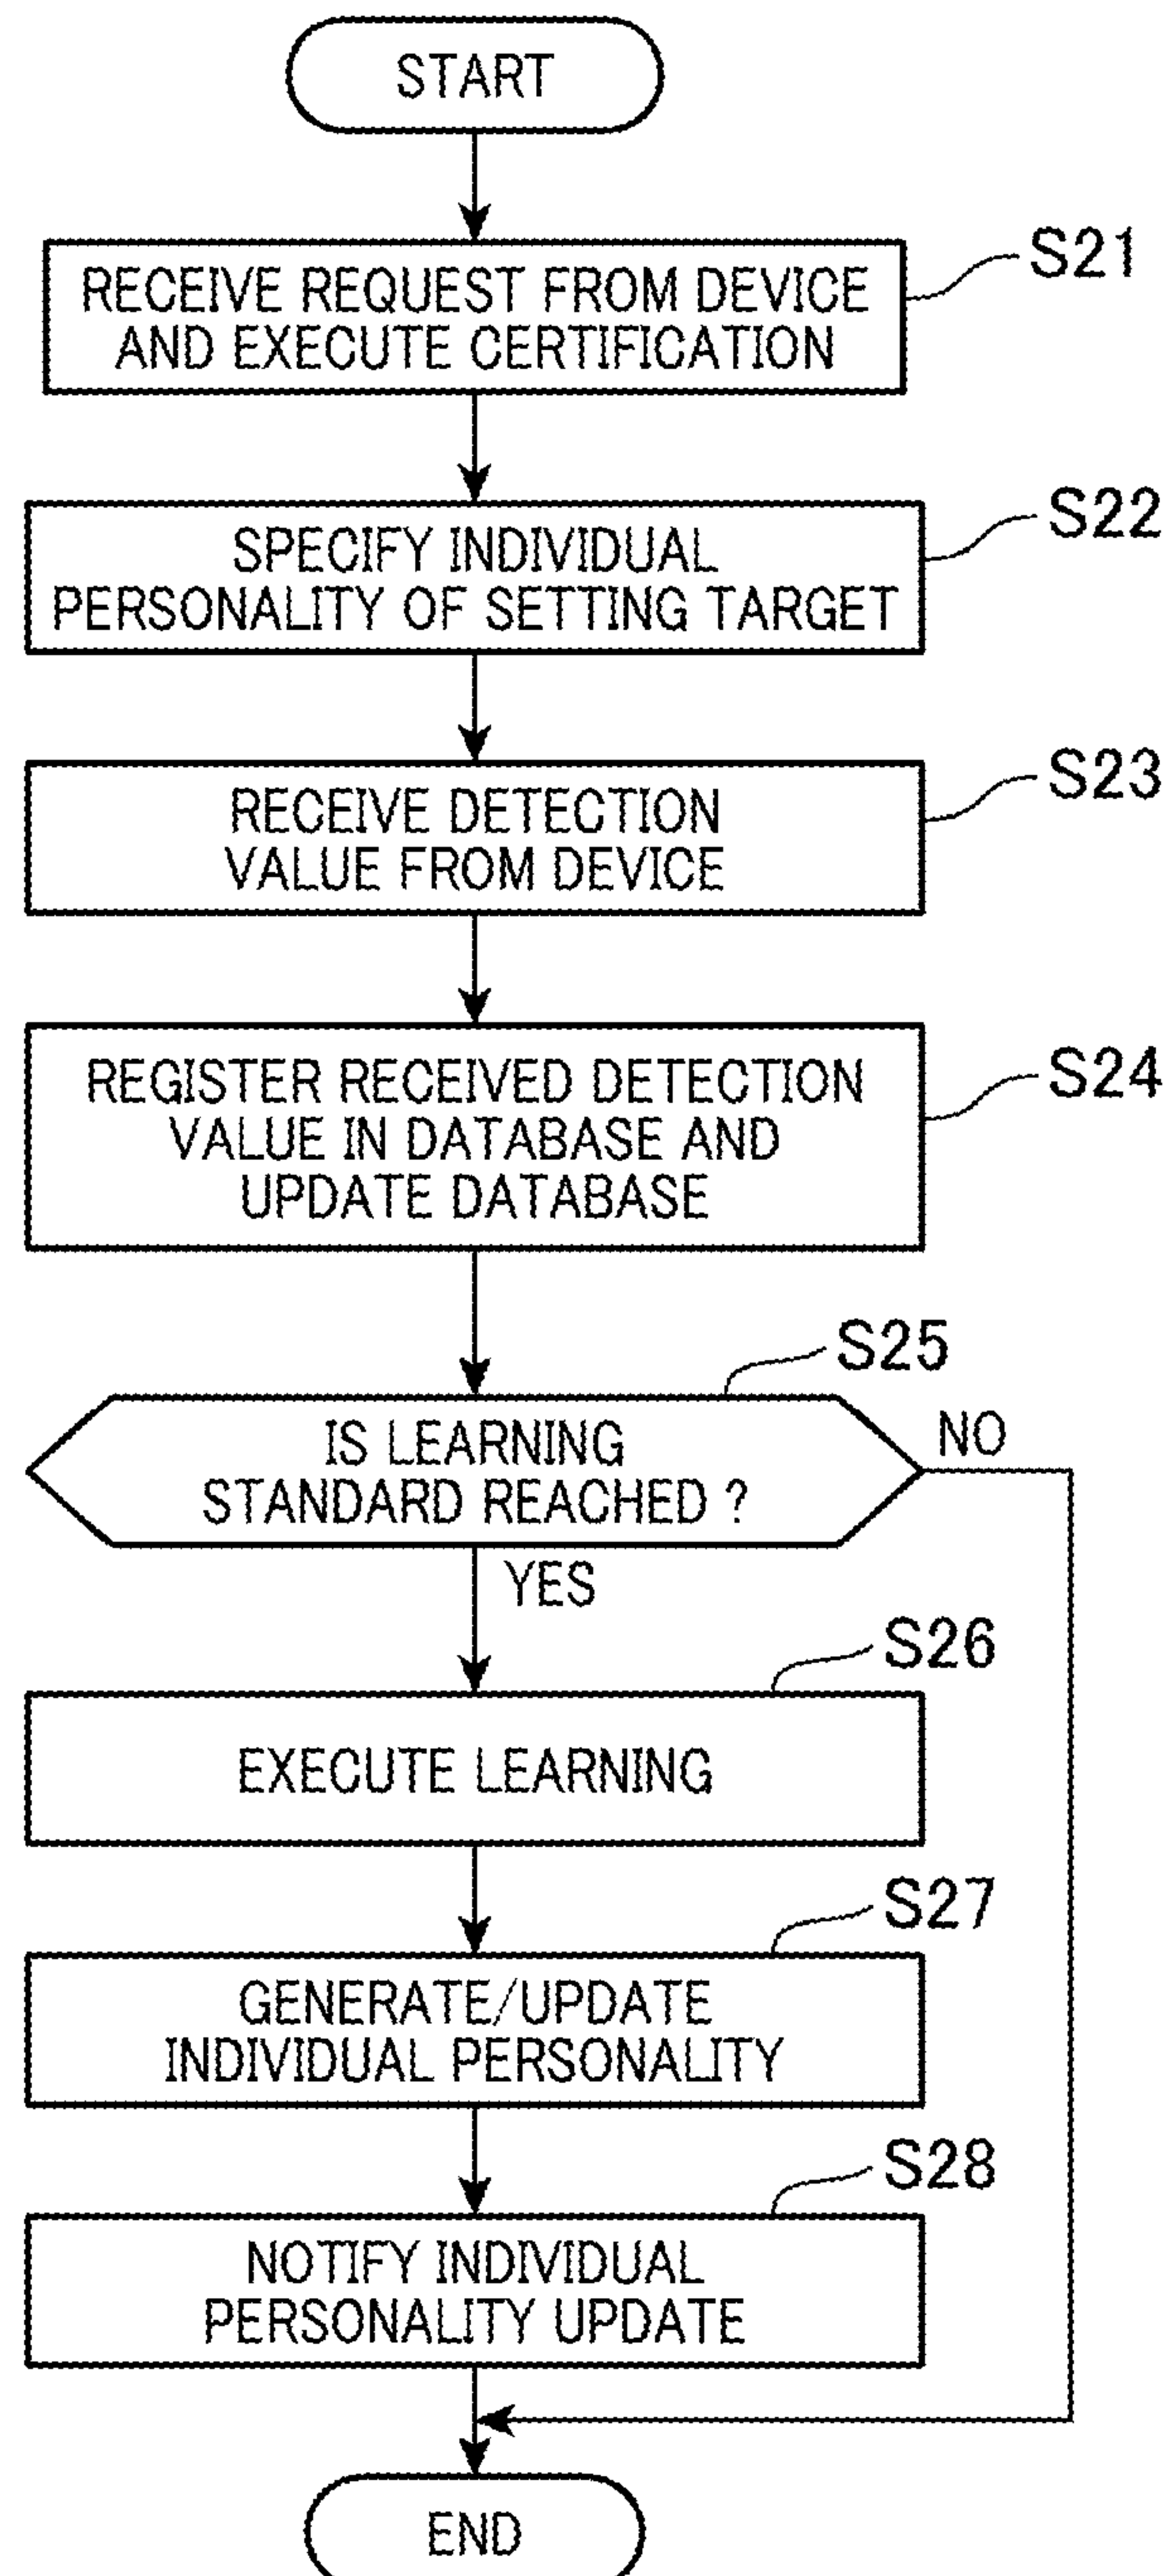 START
S21
RECEIVE REQUEST FROM DEVICE
AND EXECUTE CERTIFICATION
S22
SPECIFY INDIVIDUAL
PERSONALITY OF SETTING TARGET
S23
RECEIVE DETECTION
VALUE FROM DEVICE
S24
REGISTER RECEIVED DETECTION
VALUE IN DATABASE AND
UPDATE DATABASE
S25
IS LEARNING
STANDARD REACHED ?
NO
YES
S26
EXECUTE LEARNING
S27
GENERATE/UPDATE
INDIVIDUAL PERSONALITY
S28
NOTIFY INDIVIDUAL
PERSONALITY UPDATE
END